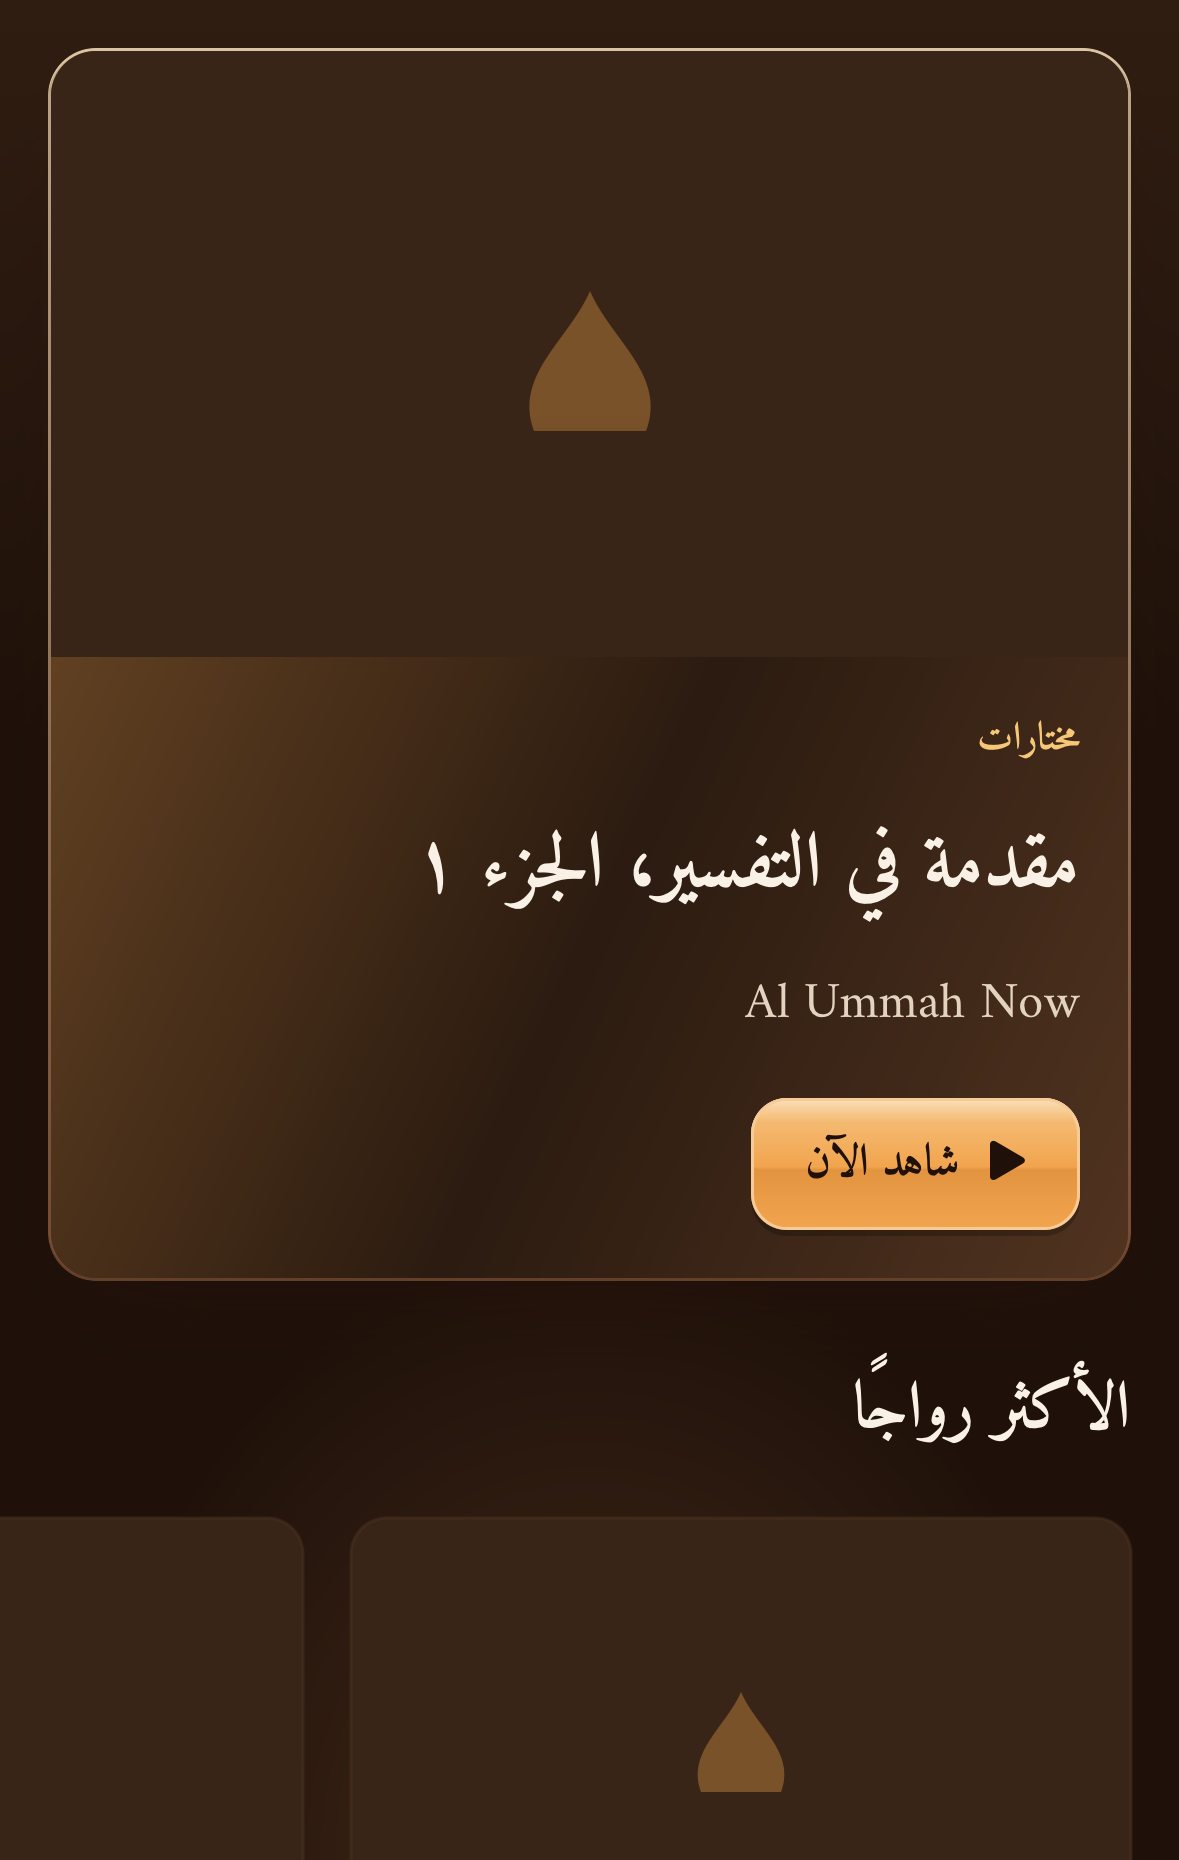 مختارات
مقدمة في التفسير، الجزء ١
Al Ummah Now
شاهد الآن
الأكثر رواجًا